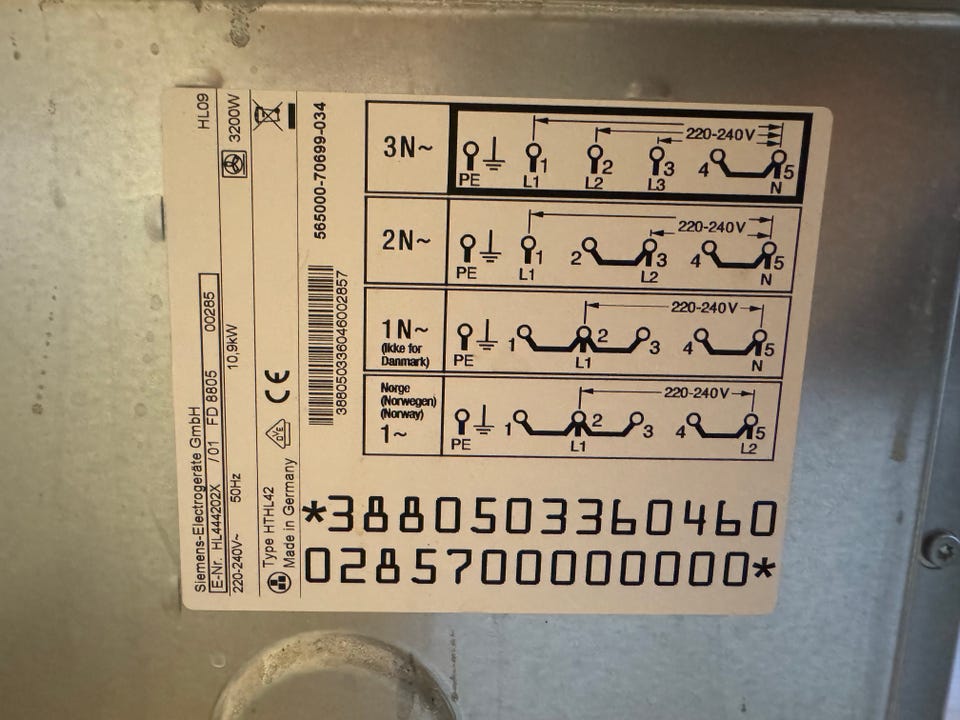 Siemens-Electrogeräte GmbH
E-Nr. HL444202X /01 FD 8805 00285
220-240V~ 50Hz 10,9kW 3200W
HL09
Type HTHL42
Made in Germany
CE
565000-70699-034
388050336046002857
3N~
PE
1
L1
2
L2
3
L3
4
5
N
220-240V
2N~
PE
1
L1
2
3
L2
4
5
N
220-240V
1N~
(Ikke for
Danmark)
PE
1
2
L1
3
4
5
N
220-240V
Norge
(Norwegen)
(Norway)
1~
PE
1
2
L1
3
4
5
L2
220-240V
*3880503360460
0285700000000*